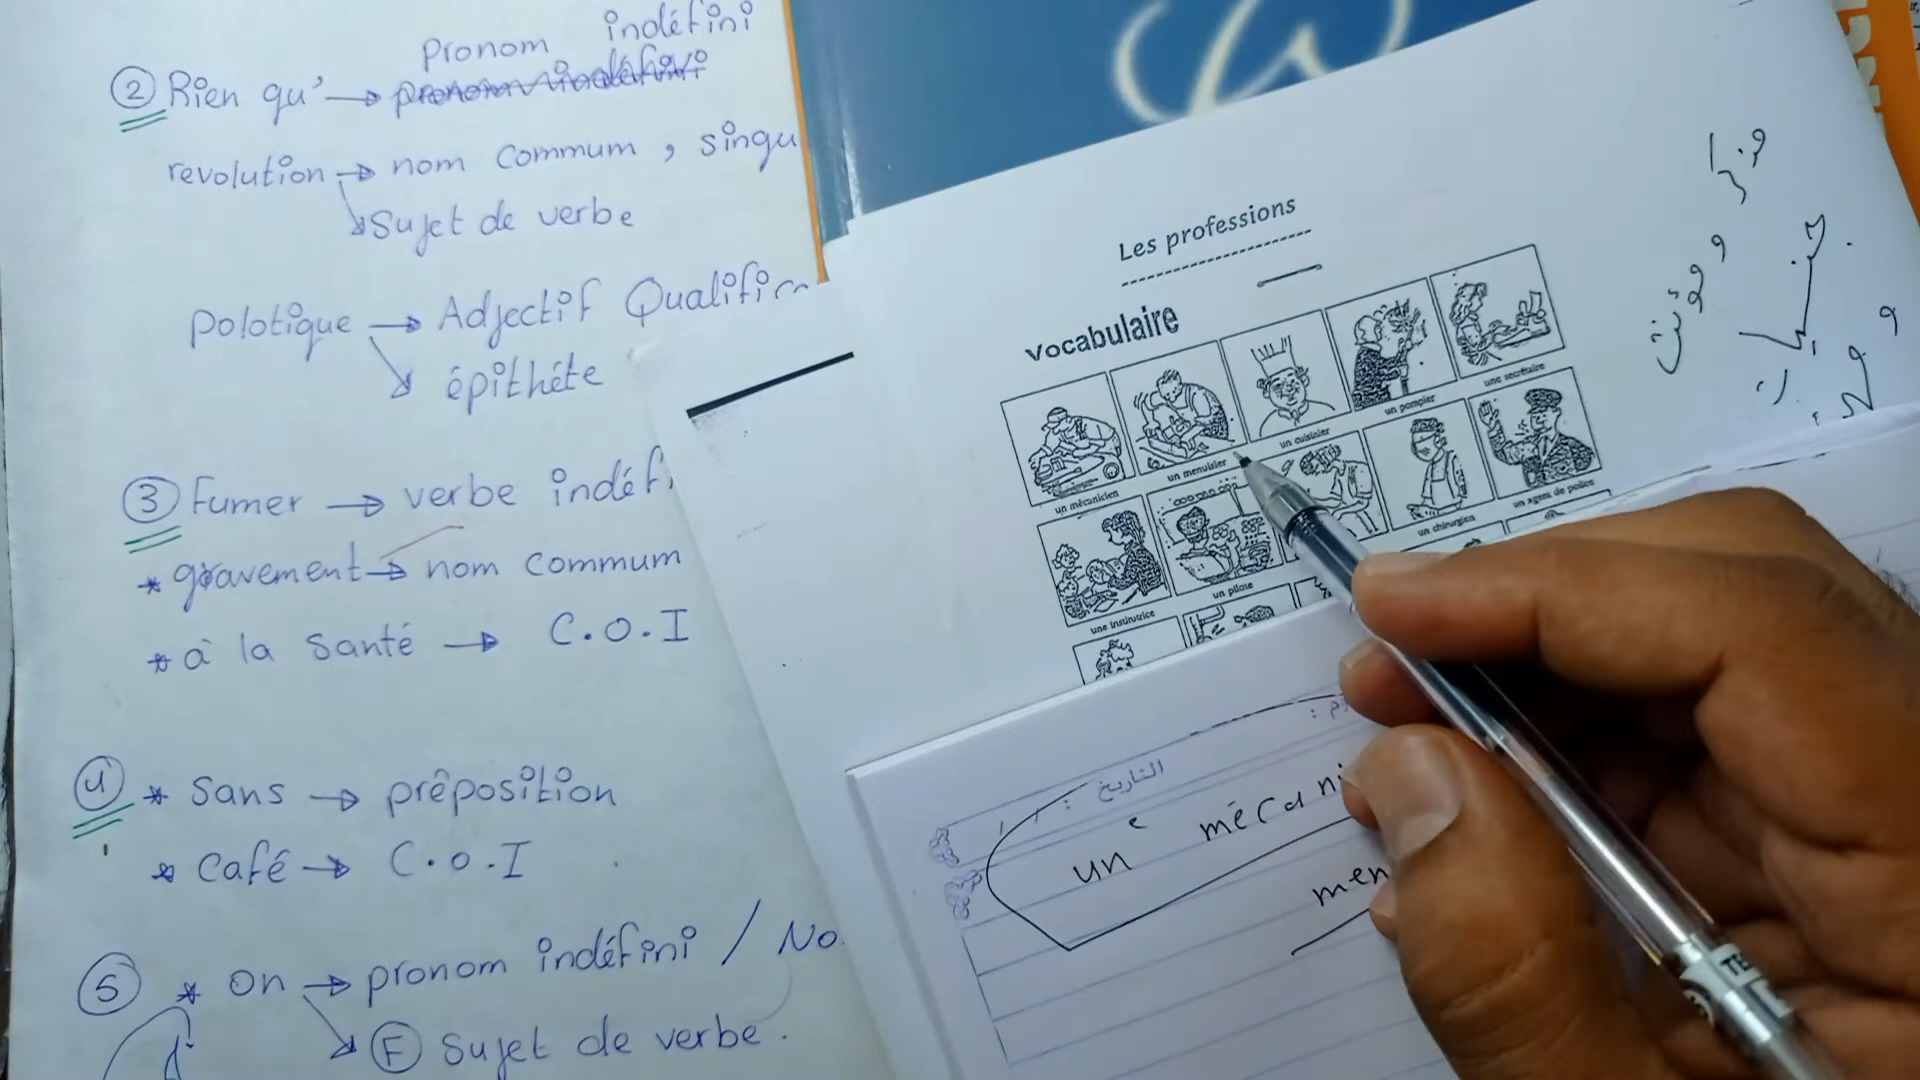 pronom indéfini
② Rien qu' → pronom indéfini
revolution → nom commum , singu
↘ Sujet de verbe
Polotique → Adjectif Qualific
↘ épithéte
③ Fumer → verbe indéf
* gravement → nom commum
* à la santé → C.O.I
④ * Sans → préposition
* Café → C.O.I
⑤ * On → pronom indéfini / No
↘ Ⓕ Sujet de verbe .
Les professions
Vocabulaire
un mécanicien
un menuisier
un cuisinier
un pompier
une secrétaire
une institutrice
un pilote
un chirurgien
un agent de police
التاريخ : / /
un e mécani
men